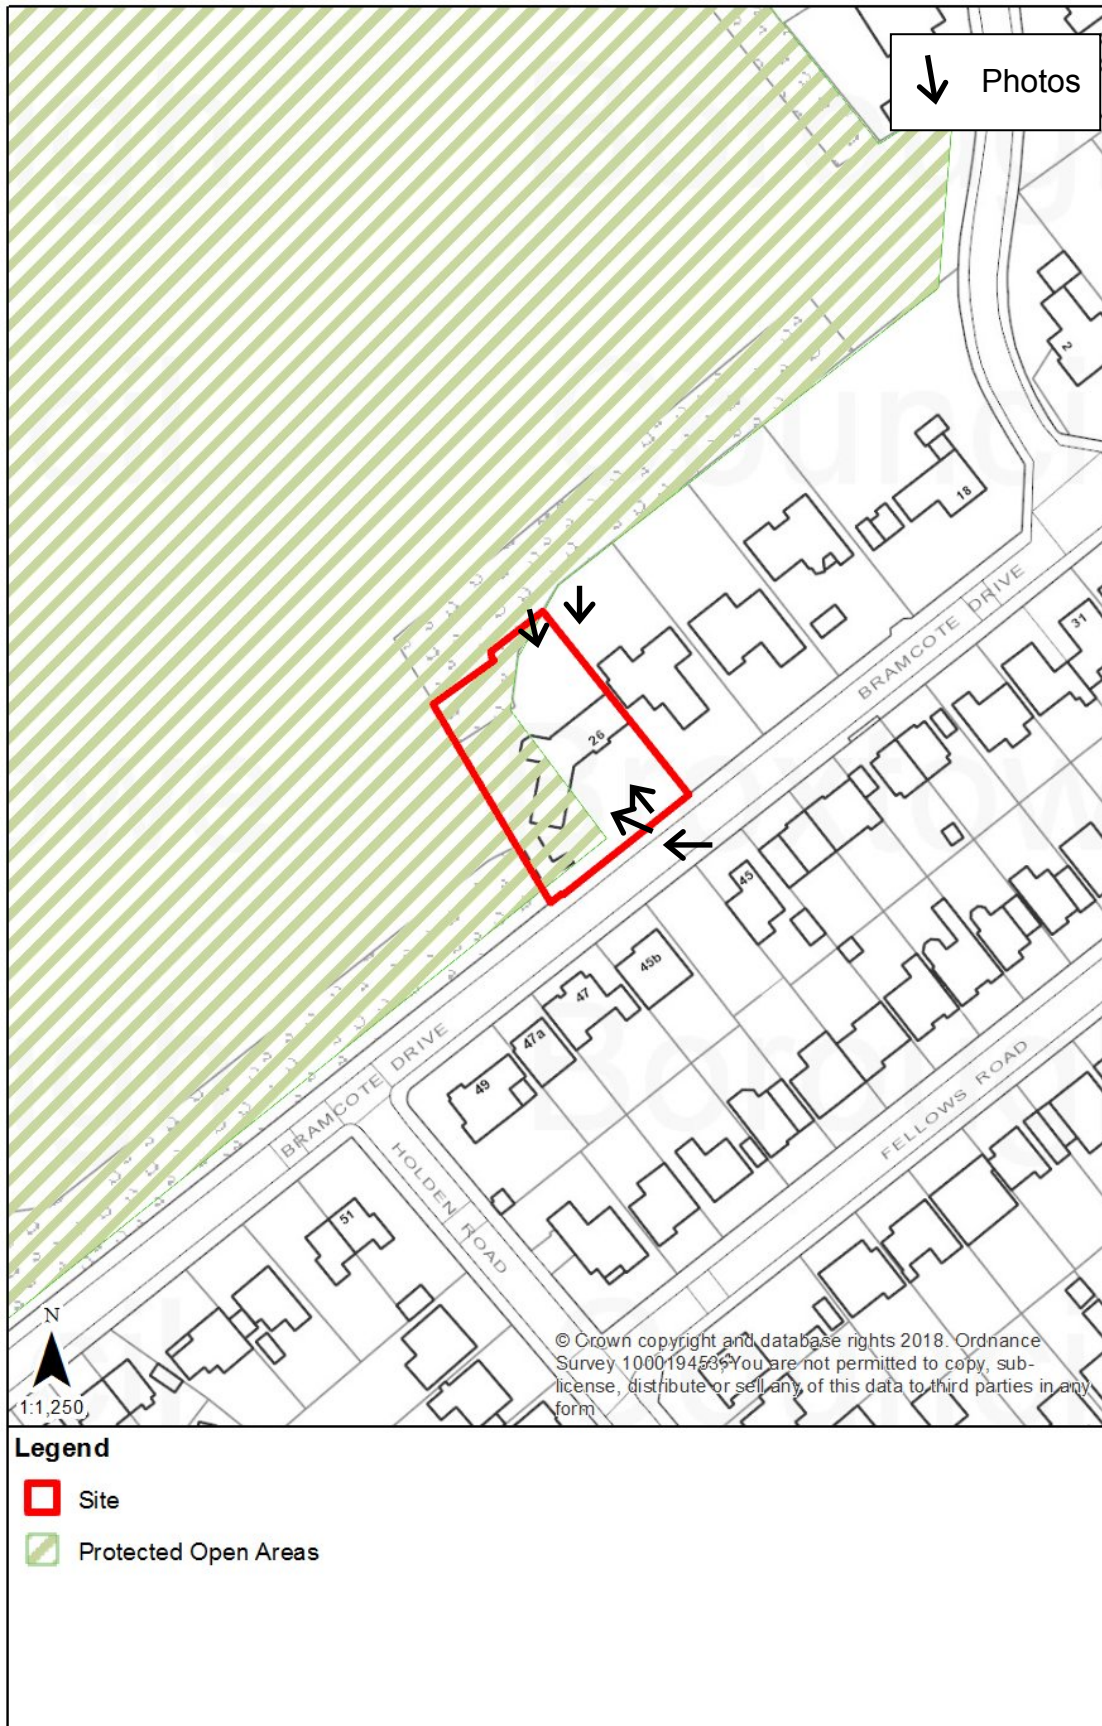 Photos
2
18
BRAMCOTE DRIVE
31
26
45
45b
47
47a
49
BRAMCOTE DRIVE
FELLOWS ROAD
HOLDEN ROAD
51
N
1:1,250
© Crown copyright and database rights 2018. Ordnance
Survey 100019453. You are not permitted to copy, sub-
license, distribute or sell any of this data to third parties in any
form
Legend
Site
Protected Open Areas